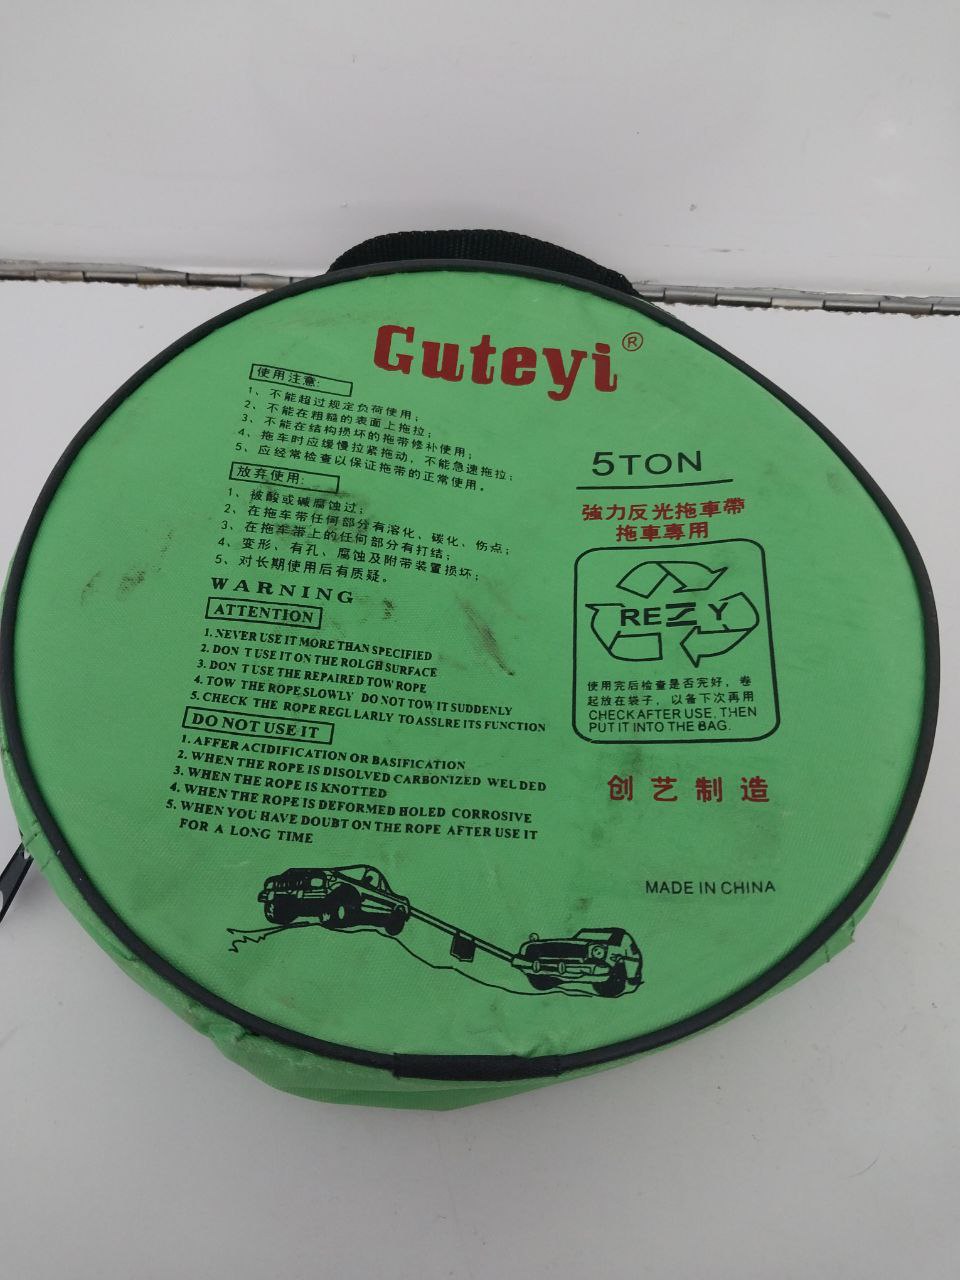 Guteyi®
使用注意:
1、不能超过规定负荷使用；
2、不能在粗糙的表面上拖拉；
3、不能在结构损坏的拖带修补使用；
4、拖车时应缓慢拉紧拖动，不能急速拖拉；
5、应经常检查以保证拖带的正常使用。
放弃使用:
1、被酸或碱腐蚀过；
2、在拖车带任何部分有溶化、碳化、伤点；
3、在拖车带上的任何部分有打结；
4、变形、有孔、腐蚀及附带装置损坏；
5、对长期使用后有质疑。
WARNING
ATTENTION
1. NEVER USE IT MORE THAN SPECIFIED
2. DON T USE IT ON THE ROLGH SURFACE
3. DON T USE THE REPAIRED TOW ROPE
4. TOW THE ROPE SLOWLY DO NOT TOW IT SUDDENLY
5. CHECK THE ROPE REGL LARLY TO ASSLRE ITS FUNCTION
DO NOT USE IT
1. AFFER ACIDIFICATION OR BASIFICATION
2. WHEN THE ROPE IS DISOLVED CARBONIZED WELDED
3. WHEN THE ROPE IS KNOTTED
4. WHEN THE ROPE IS DEFORMED HOLED CORROSIVE
5. WHEN YOU HAVE DOUBT ON THE ROPE AFTER USE IT
FOR A LONG TIME
5TON
強力反光拖車帶
拖車專用
REZY
使用完后检查是否完好，卷
起放在袋子，以备下次再用
CHECK AFTER USE, THEN
PUT IT INTO THE BAG.
创艺制造
MADE IN CHINA